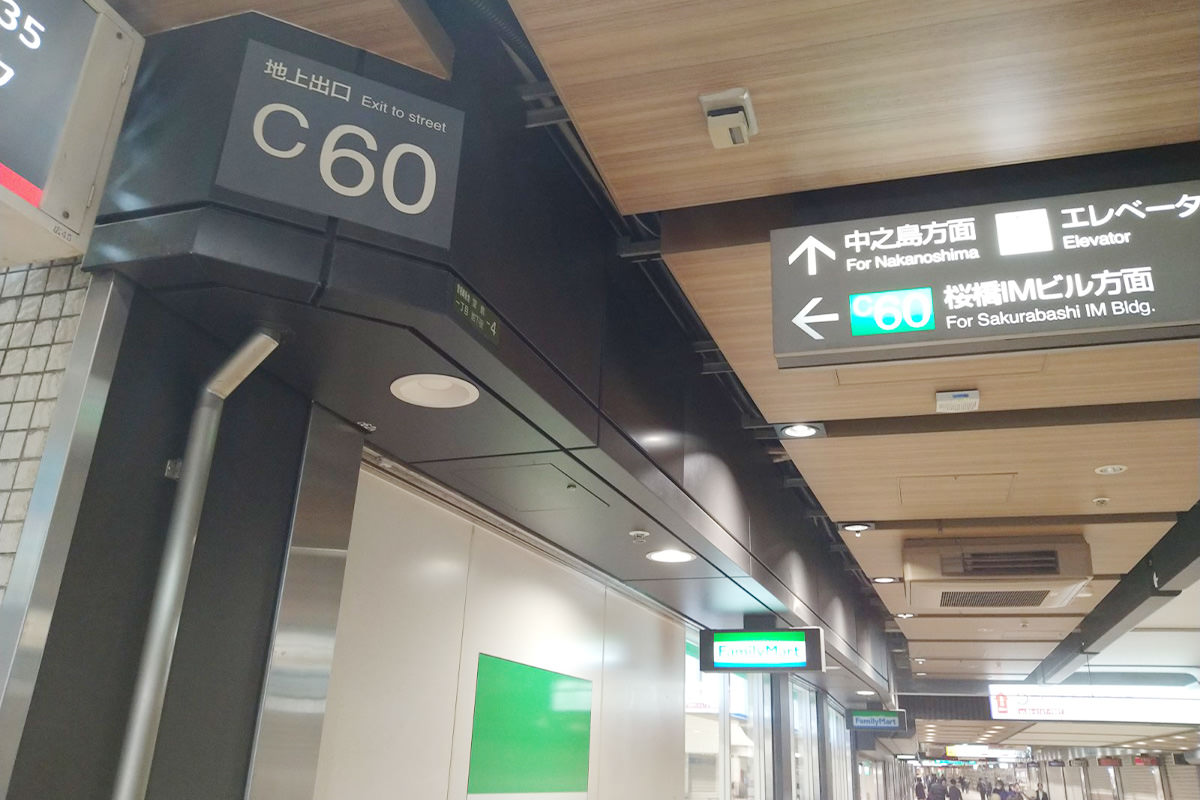 35
地上出口 Exit to street
C60
中之島方面
For Nakanoshima
エレベータ
Elevator
C60
桜橋IMビル方面
For Sakurabashi IM Bldg.
FamilyMart
FamilyMart